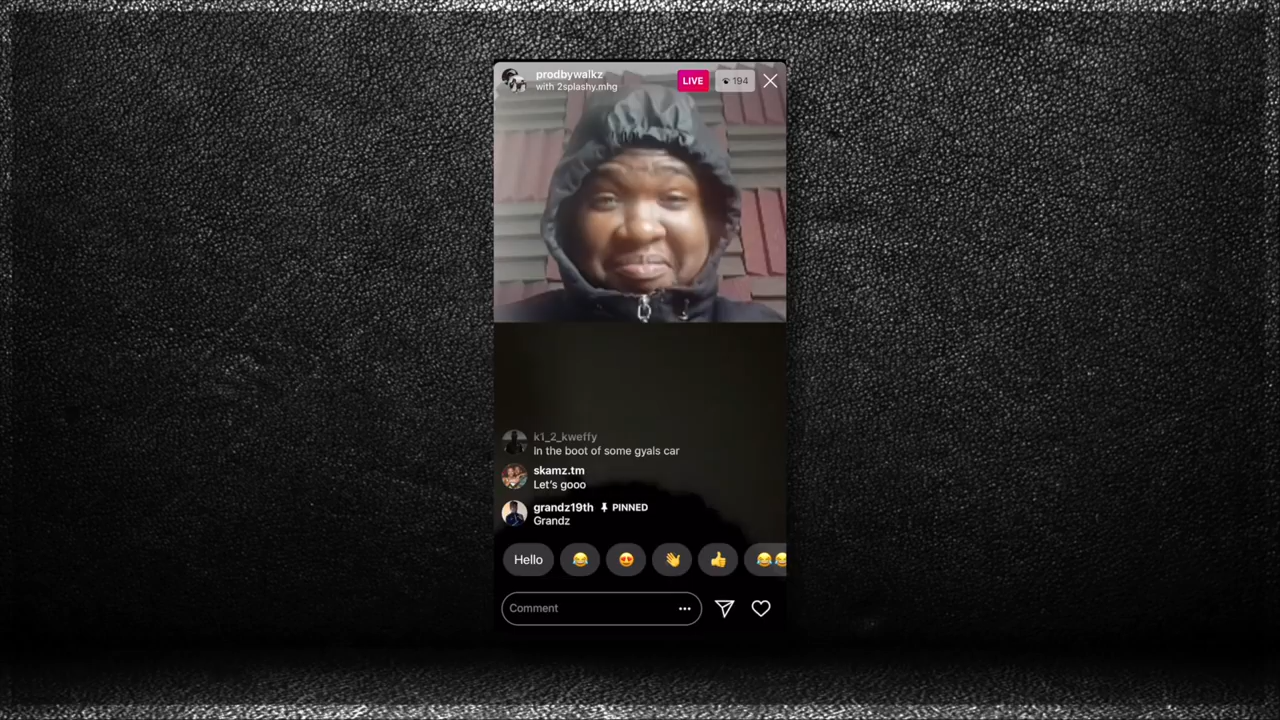 prodbywalkz
with 2splashy.mhg
LIVE
194
k1_2_kweffy
In the boot of some gyals car
skamz.tm
Let's gooo
grandz19th PINNED
Grandz
Hello
Comment